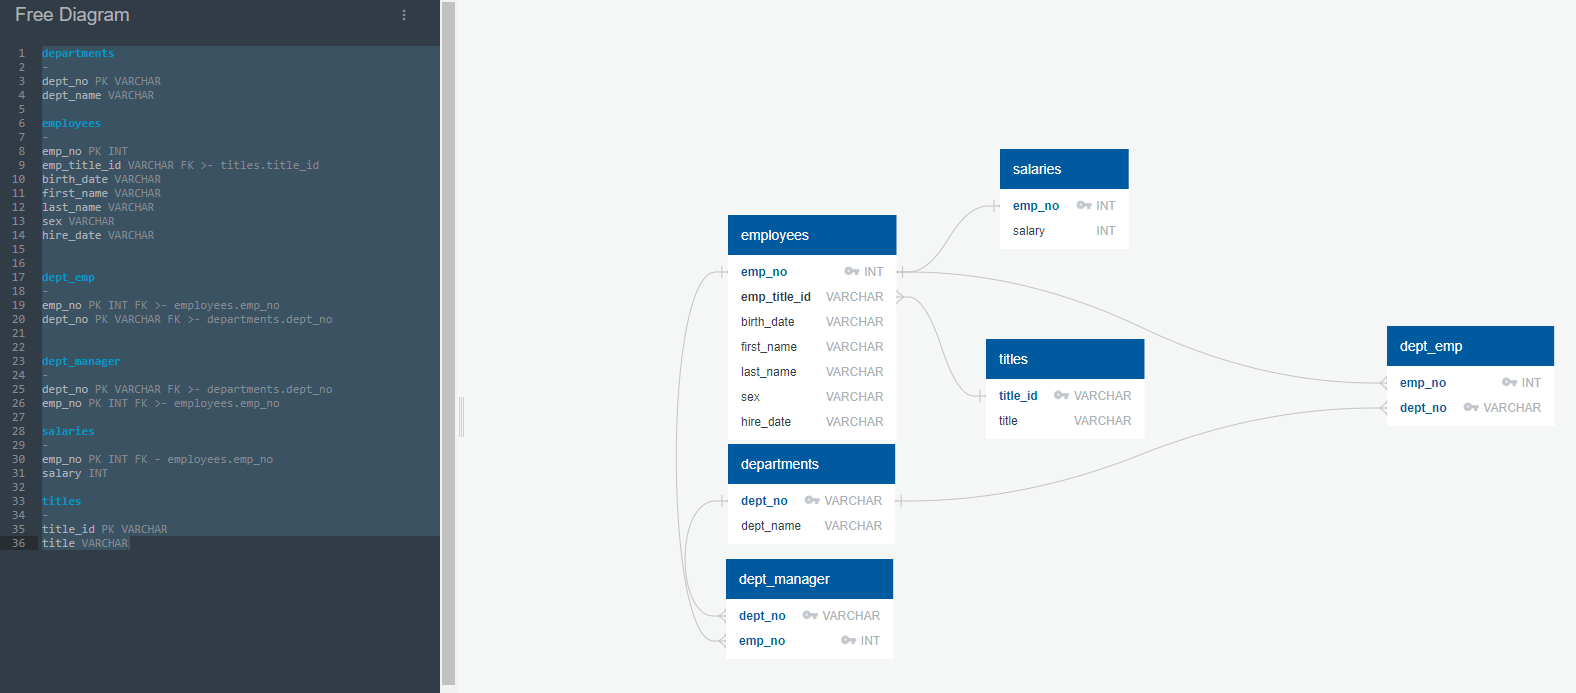 Free Diagram
1 departments
2 -
3 dept_no PK VARCHAR
4 dept_name VARCHAR
5
6 employees
7 -
8 emp_no PK INT
9 emp_title_id VARCHAR FK >- titles.title_id
10 birth_date VARCHAR
11 first_name VARCHAR
12 last_name VARCHAR
13 sex VARCHAR
14 hire_date VARCHAR
15
16
17 dept_emp
18 -
19 emp_no PK INT FK >- employees.emp_no
20 dept_no PK VARCHAR FK >- departments.dept_no
21
22
23 dept_manager
24 -
25 dept_no PK VARCHAR FK >- departments.dept_no
26 emp_no PK INT FK >- employees.emp_no
27
28 salaries
29 -
30 emp_no PK INT FK - employees.emp_no
31 salary INT
32
33 titles
34 -
35 title_id PK VARCHAR
36 title VARCHAR
employees
emp_no INT
emp_title_id VARCHAR
birth_date VARCHAR
first_name VARCHAR
last_name VARCHAR
sex VARCHAR
hire_date VARCHAR
departments
dept_no VARCHAR
dept_name VARCHAR
dept_manager
dept_no VARCHAR
emp_no INT
salaries
emp_no INT
salary INT
titles
title_id VARCHAR
title VARCHAR
dept_emp
emp_no INT
dept_no VARCHAR